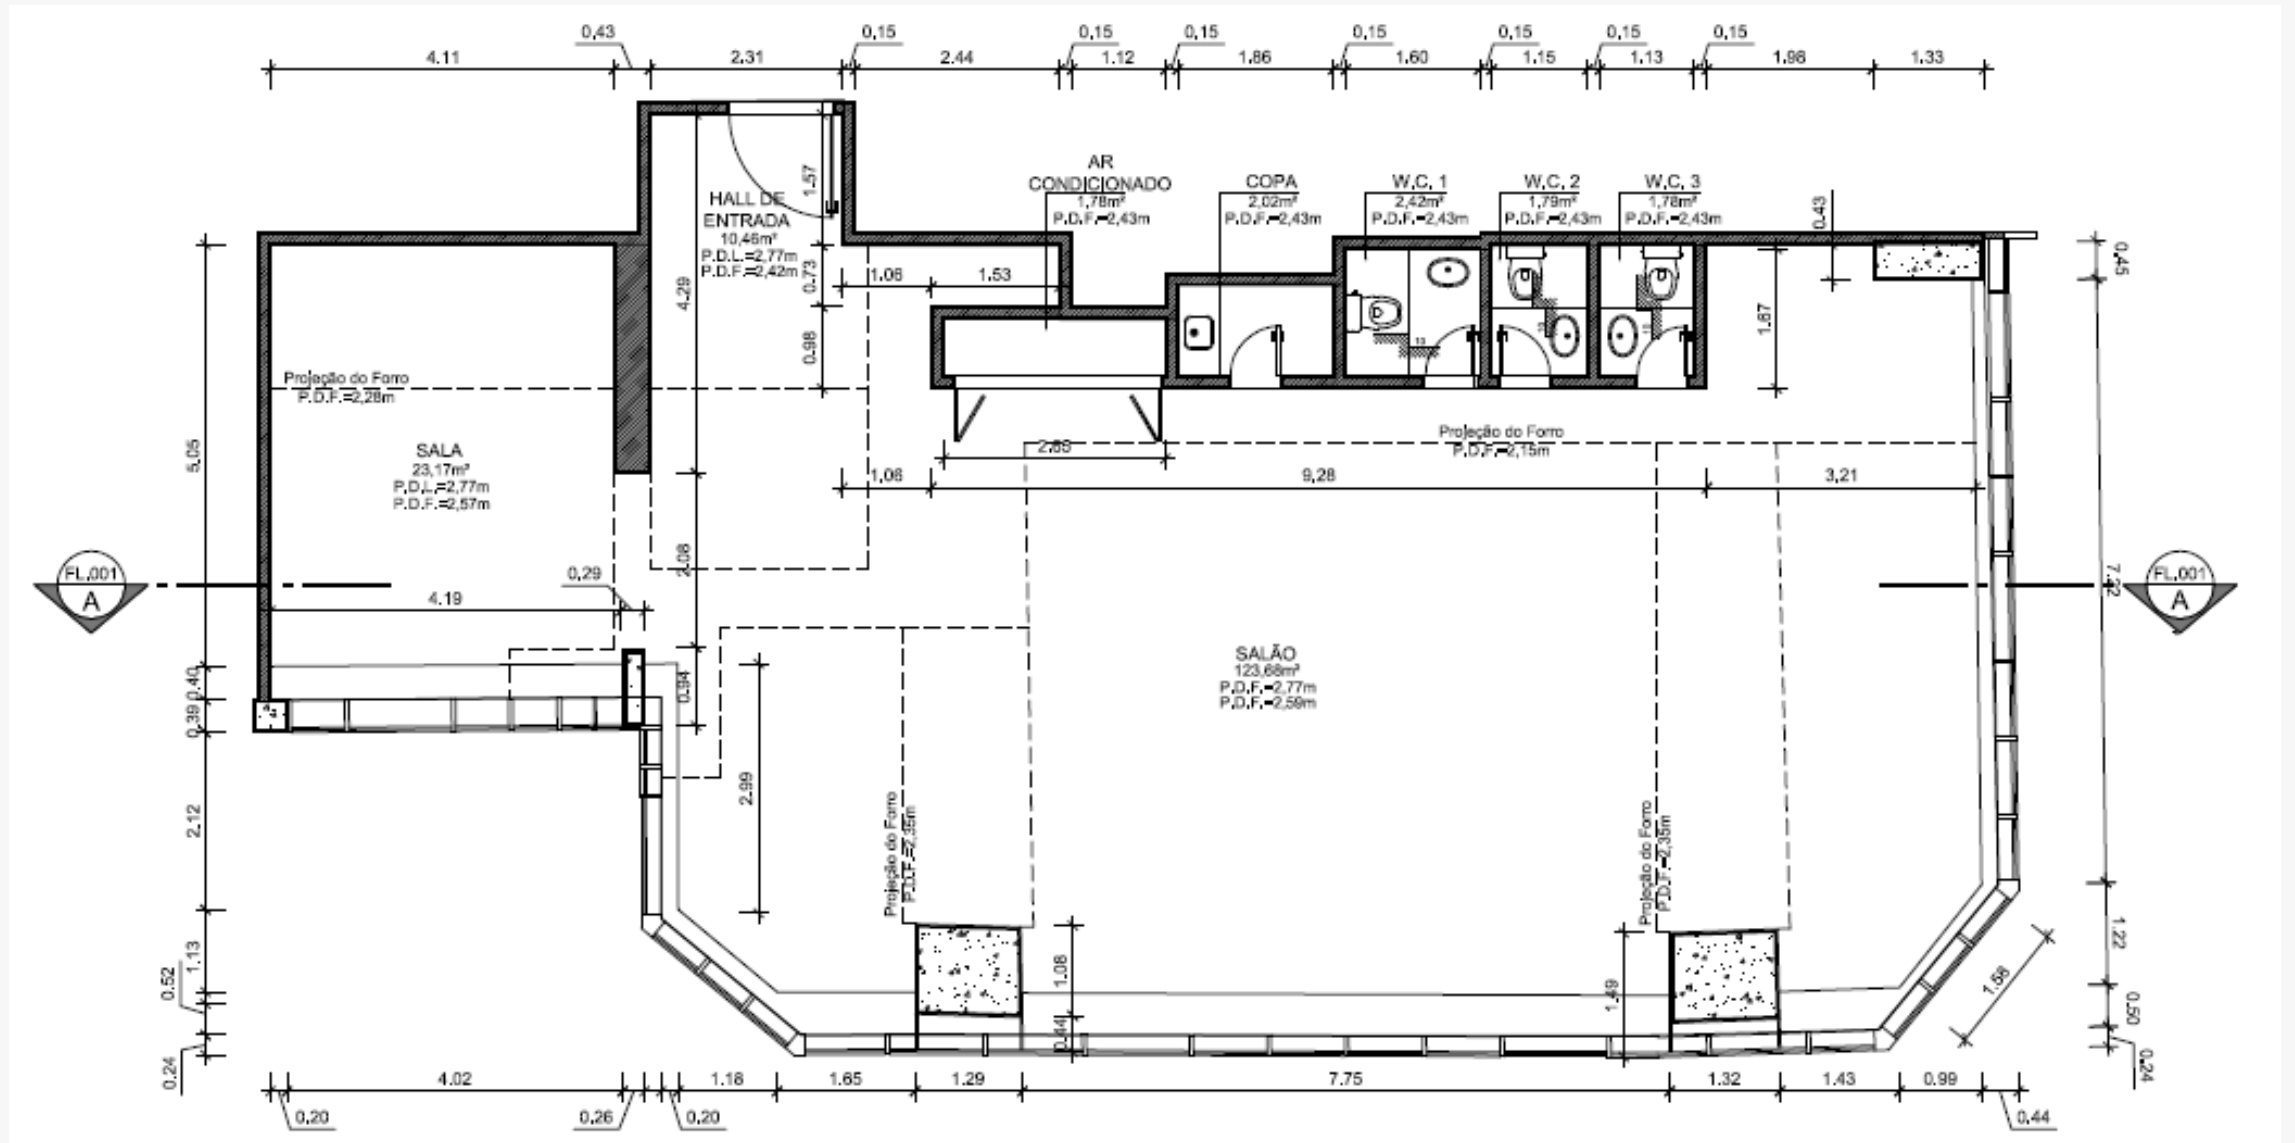 0,43
0,15
0,15
0,15
0,15
0,15
0,15
0,15
4.11
2.31
2.44
1.12
1.86
1.60
1.15
1.13
1.98
1.33
AR
CONDICIONADO
1,78m²
P.D.F.=2,43m
COPA
2,02m²
P.D.F.=2,43m
W.C. 1
2,42m²
P.D.F.=2,43m
W.C. 2
1,79m²
P.D.F.=2,43m
W.C. 3
1,78m²
P.D.F.=2,43m
HALL DE
ENTRADA
10,46m²
P.D.L.=2,77m
P.D.F.=2,42m
1.57
0.73
0.98
4.29
1.06
1.53
0.43
1.67
0.45
Projeção do Forro
P.D.F.=2,28m
SALA
23,17m²
P.D.L.=2,77m
P.D.F.=2,57m
5.05
Projeção do Forro
P.D.F.=2,15m
1.06
9.28
3.21
FL.001
A
0,29
4.19
2.08
7.22
FL.001
A
SALÃO
123,68m²
P.D.F.=2,77m
P.D.F.=2,59m
0.40
0.39
0.94
2.99
2.12
Projeção do Forro
P.D.F.=2,35m
Projeção do Forro
P.D.F.=2,35m
1.13
0.52
0.24
1.08
0.44
1.49
1.58
1.22
0.50
0.24
4.02
1.18
1.65
1.29
7.75
1.32
1.43
0.99
0,20
0,26
0,20
0.44